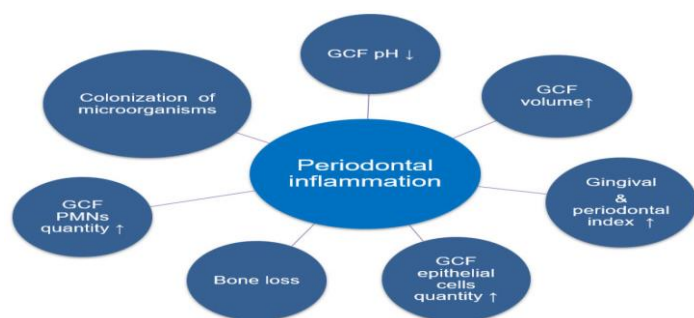 GCF pH ↓
Colonization of
microorganisms
GCF
volume↑
Periodontal
inflammation
Gingival
&
periodontal
index ↑
GCF
PMNs
quantity ↑
Bone loss
GCF
epithelial
cells
quantity ↑